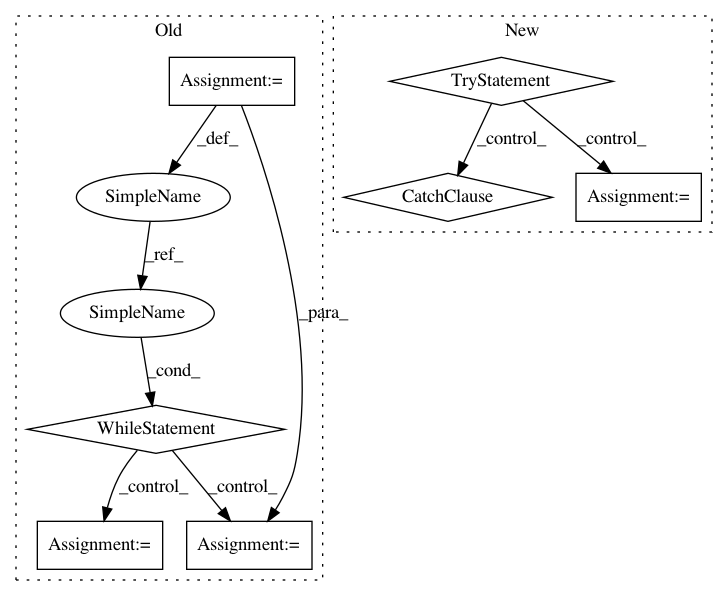 Old
New
Assignment:=
TryStatement
_def_
_control_
_control_
SimpleName
CatchClause
Assignment:=
_ref_
SimpleName
_para_
_cond_
WhileStatement
_control_
_control_
Assignment:=
Assignment:=